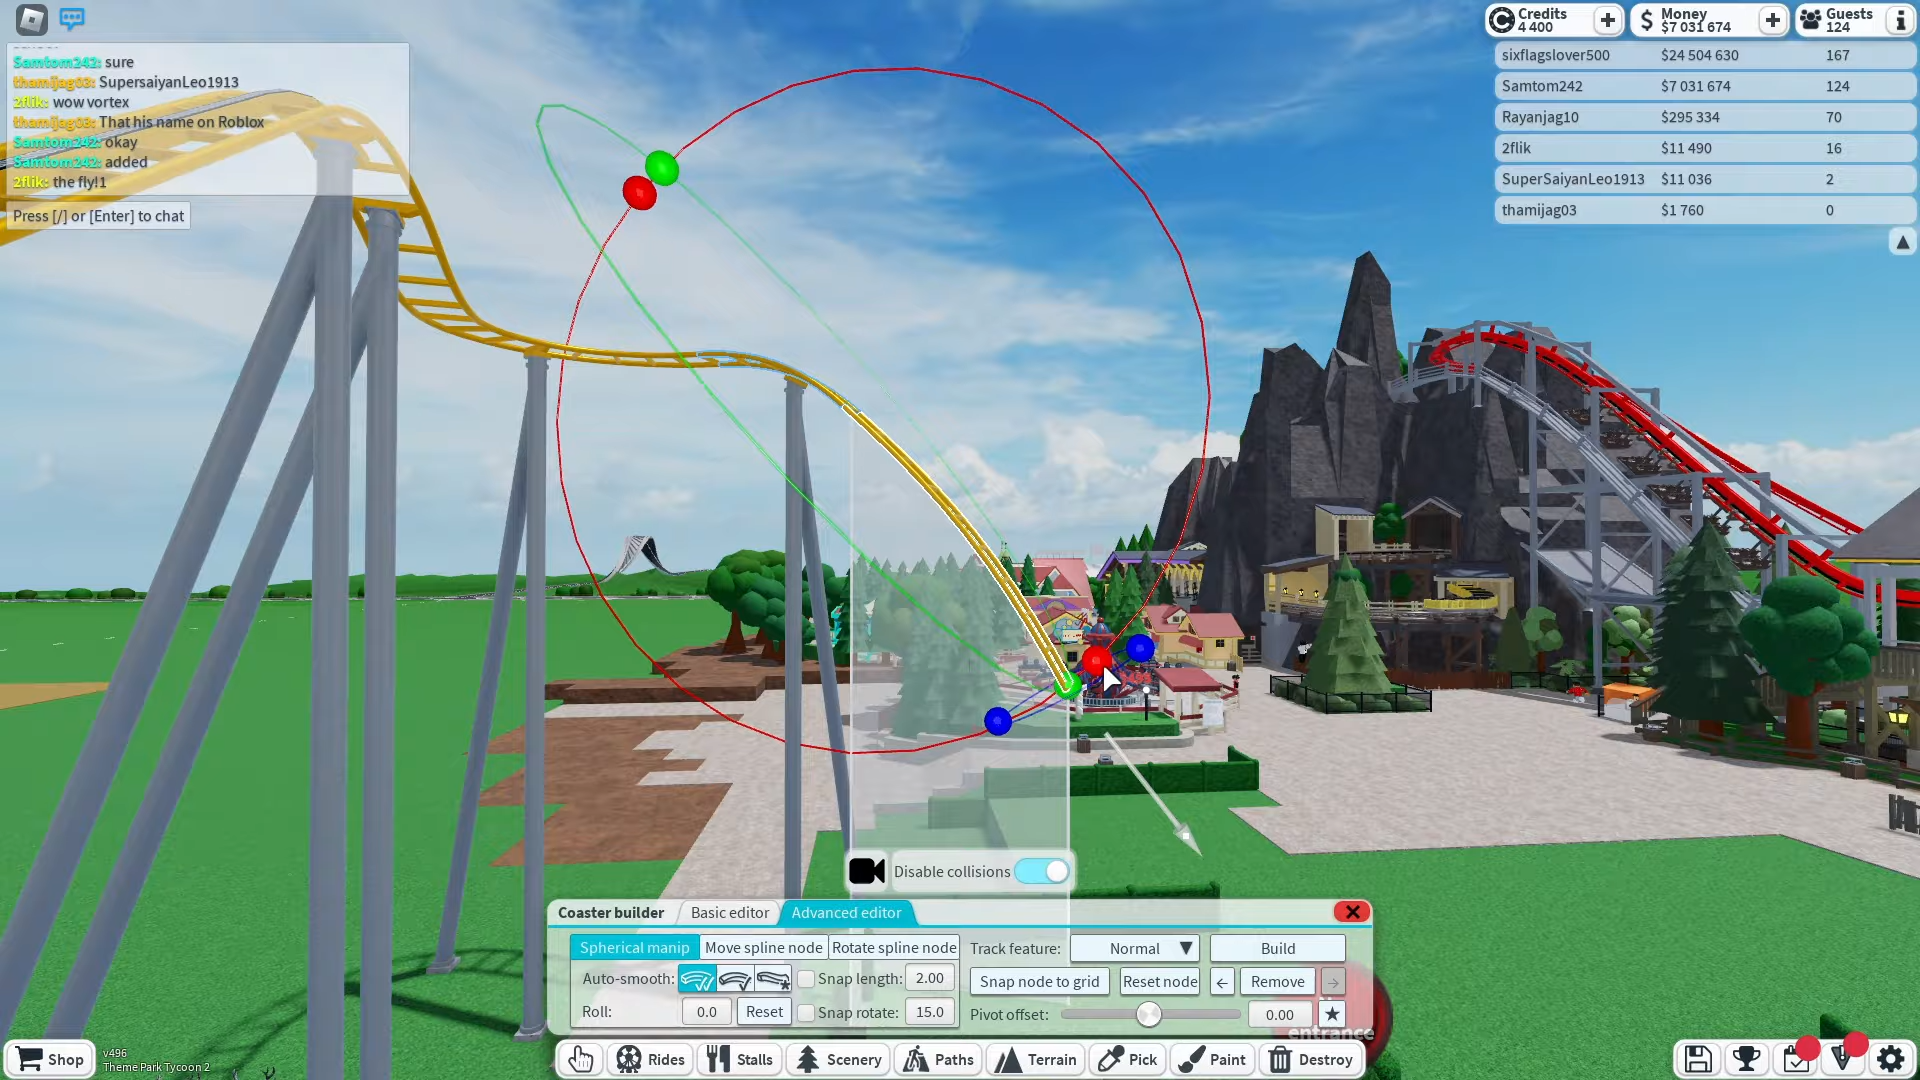 Credits
4 400
Money
$7 031 674
Guests
124
sixflagslover500 $24 504 630 167
Samtom242 $7 031 674 124
Rayanjag10 $295 334 70
2flik $11 490 16
SuperSaiyanLeo1913 $11 036 2
thamijag03 $1 760 0
Samtom242: sure
thamijag03: SupersaiyanLeo1913
2flik: wow vortex
thamijag03: That his name on Roblox
Samtom242: okay
Samtom242: added
2flik: the fly!1
Press [/] or [Enter] to chat
Disable collisions
Coaster builder Basic editor Advanced editor
Spherical manip Move spline node Rotate spline node Track feature: Normal Build
Auto-smooth: Snap length: 2.00 Snap node to grid Reset node Remove
Roll: 0.0 Reset Snap rotate: 15.0 Pivot offset: 0.00
entrance
Shop
v496
Theme Park Tycoon 2
Rides Stalls Scenery Paths Terrain Pick Paint Destroy